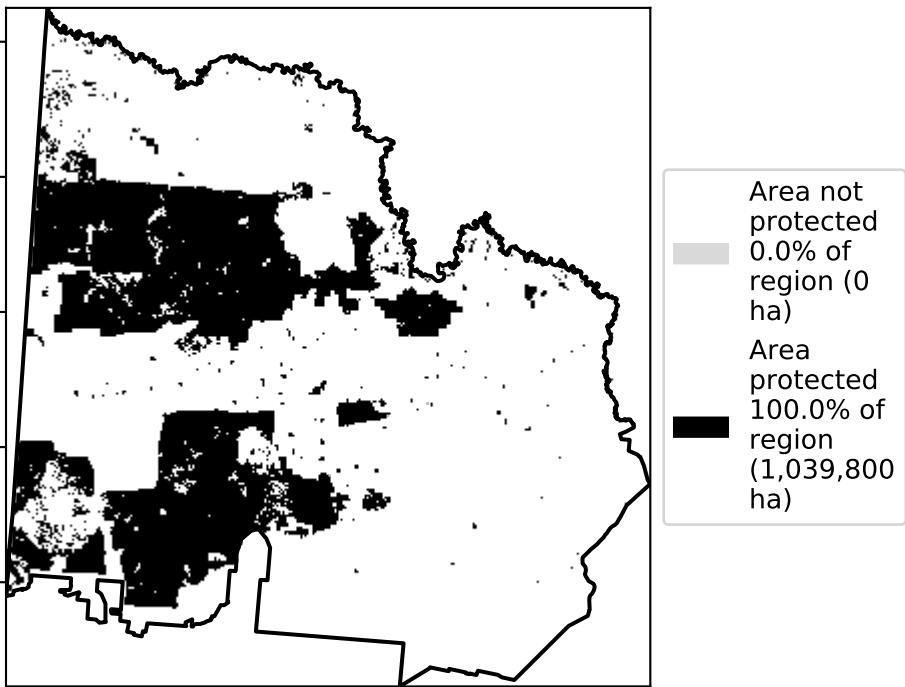 Area not
protected
0.0% of
region (0
ha)
Area
protected
100.0% of
region
(1,039,800
ha)